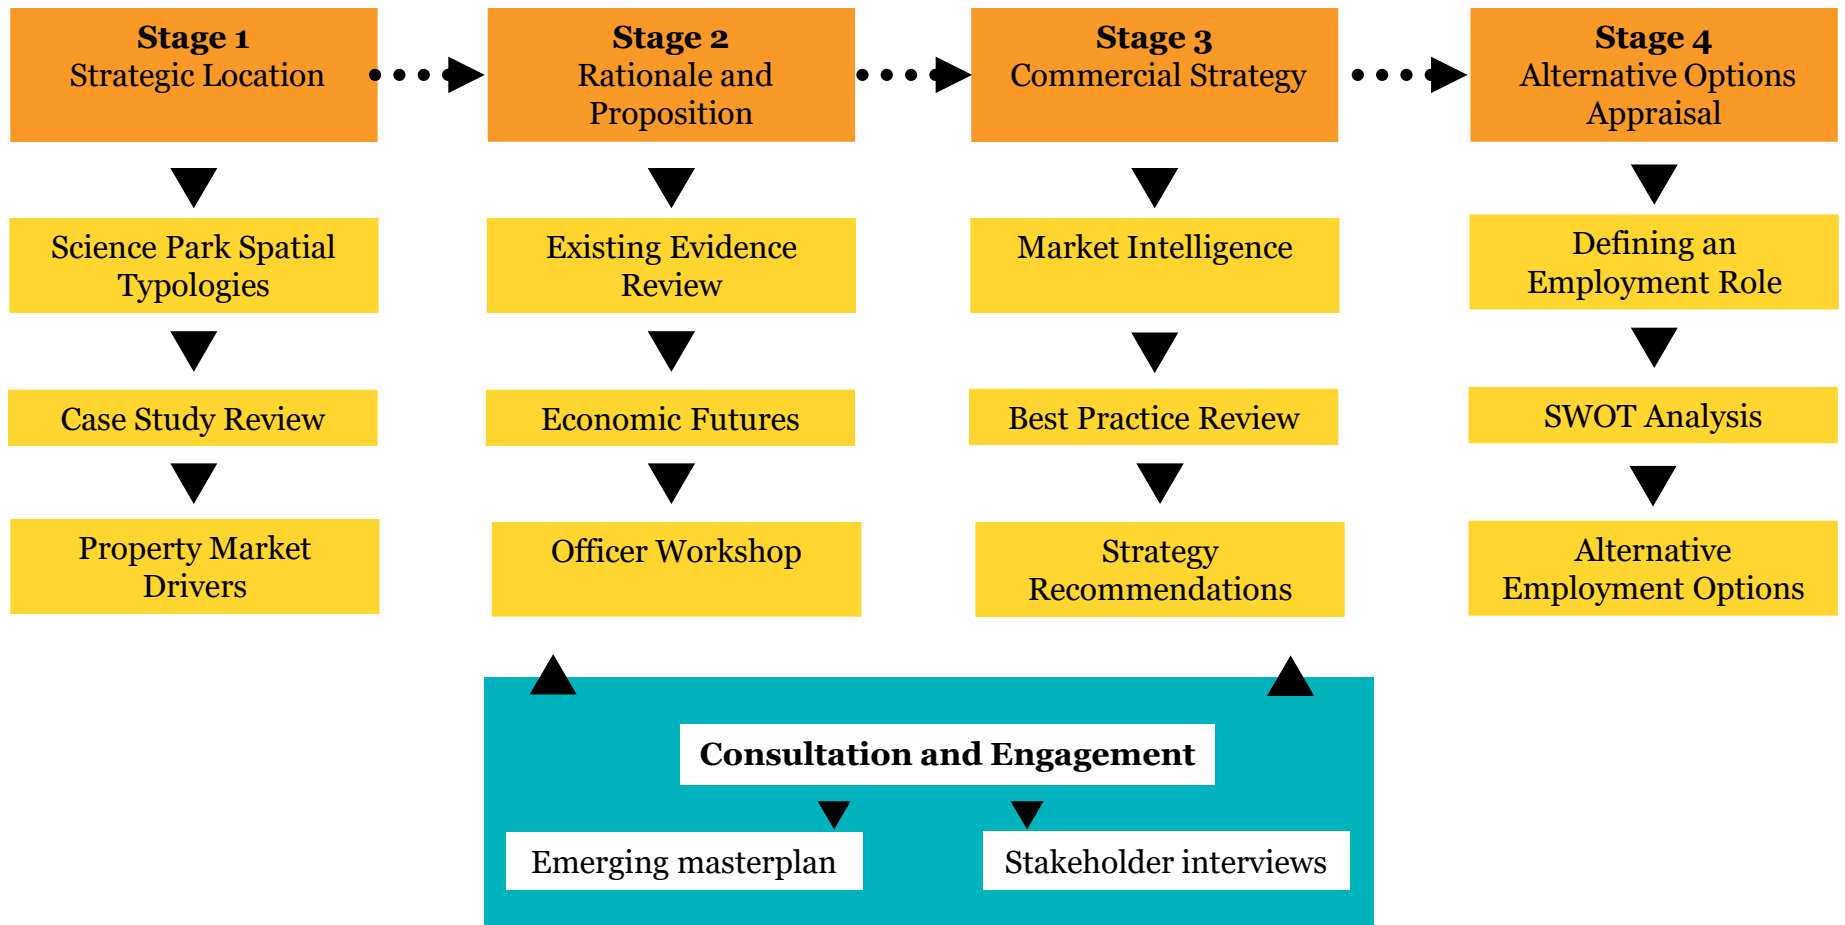 Stage 1
Strategic Location
Stage 2
Rationale and
Proposition
Stage 3
Commercial Strategy
Stage 4
Alternative Options
Appraisal
Science Park Spatial
Typologies
Existing Evidence
Review
Market Intelligence
Defining an
Employment Role
Case Study Review
Economic Futures
Best Practice Review
SWOT Analysis
Property Market
Drivers
Officer Workshop
Strategy
Recommendations
Alternative
Employment Options
Consultation and Engagement
Emerging masterplan
Stakeholder interviews